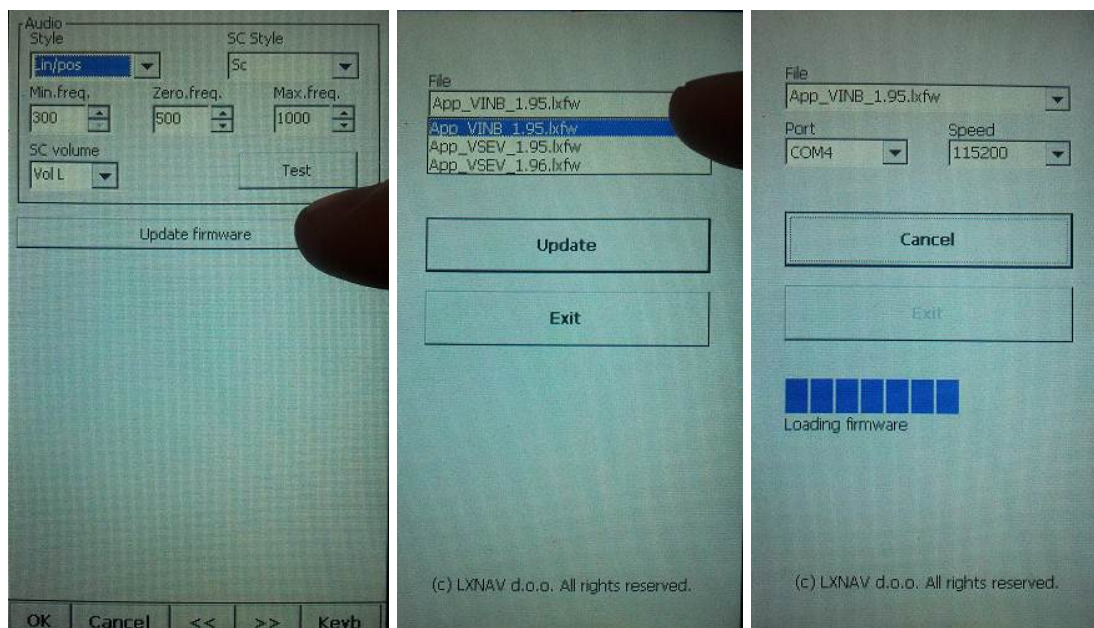 Audio
Style SC Style
Lin/pos Sc
Min.freq. Zero.freq. Max.freq.
300 500 1000
SC volume
Vol L Test
Update firmware
OK Cancel << >> Keyb
File
App_VINB_1.95.lxfw
App_VINB_1.95.lxfw
App_VSEV_1.95.lxfw
App_VSEV_1.96.lxfw
Update
Exit
(c) LXNAV d.o.o. All rights reserved.
File
App_VINB_1.95.lxfw
Port Speed
COM4 115200
Cancel
Exit
Loading firmware
(c) LXNAV d.o.o. All rights reserved.